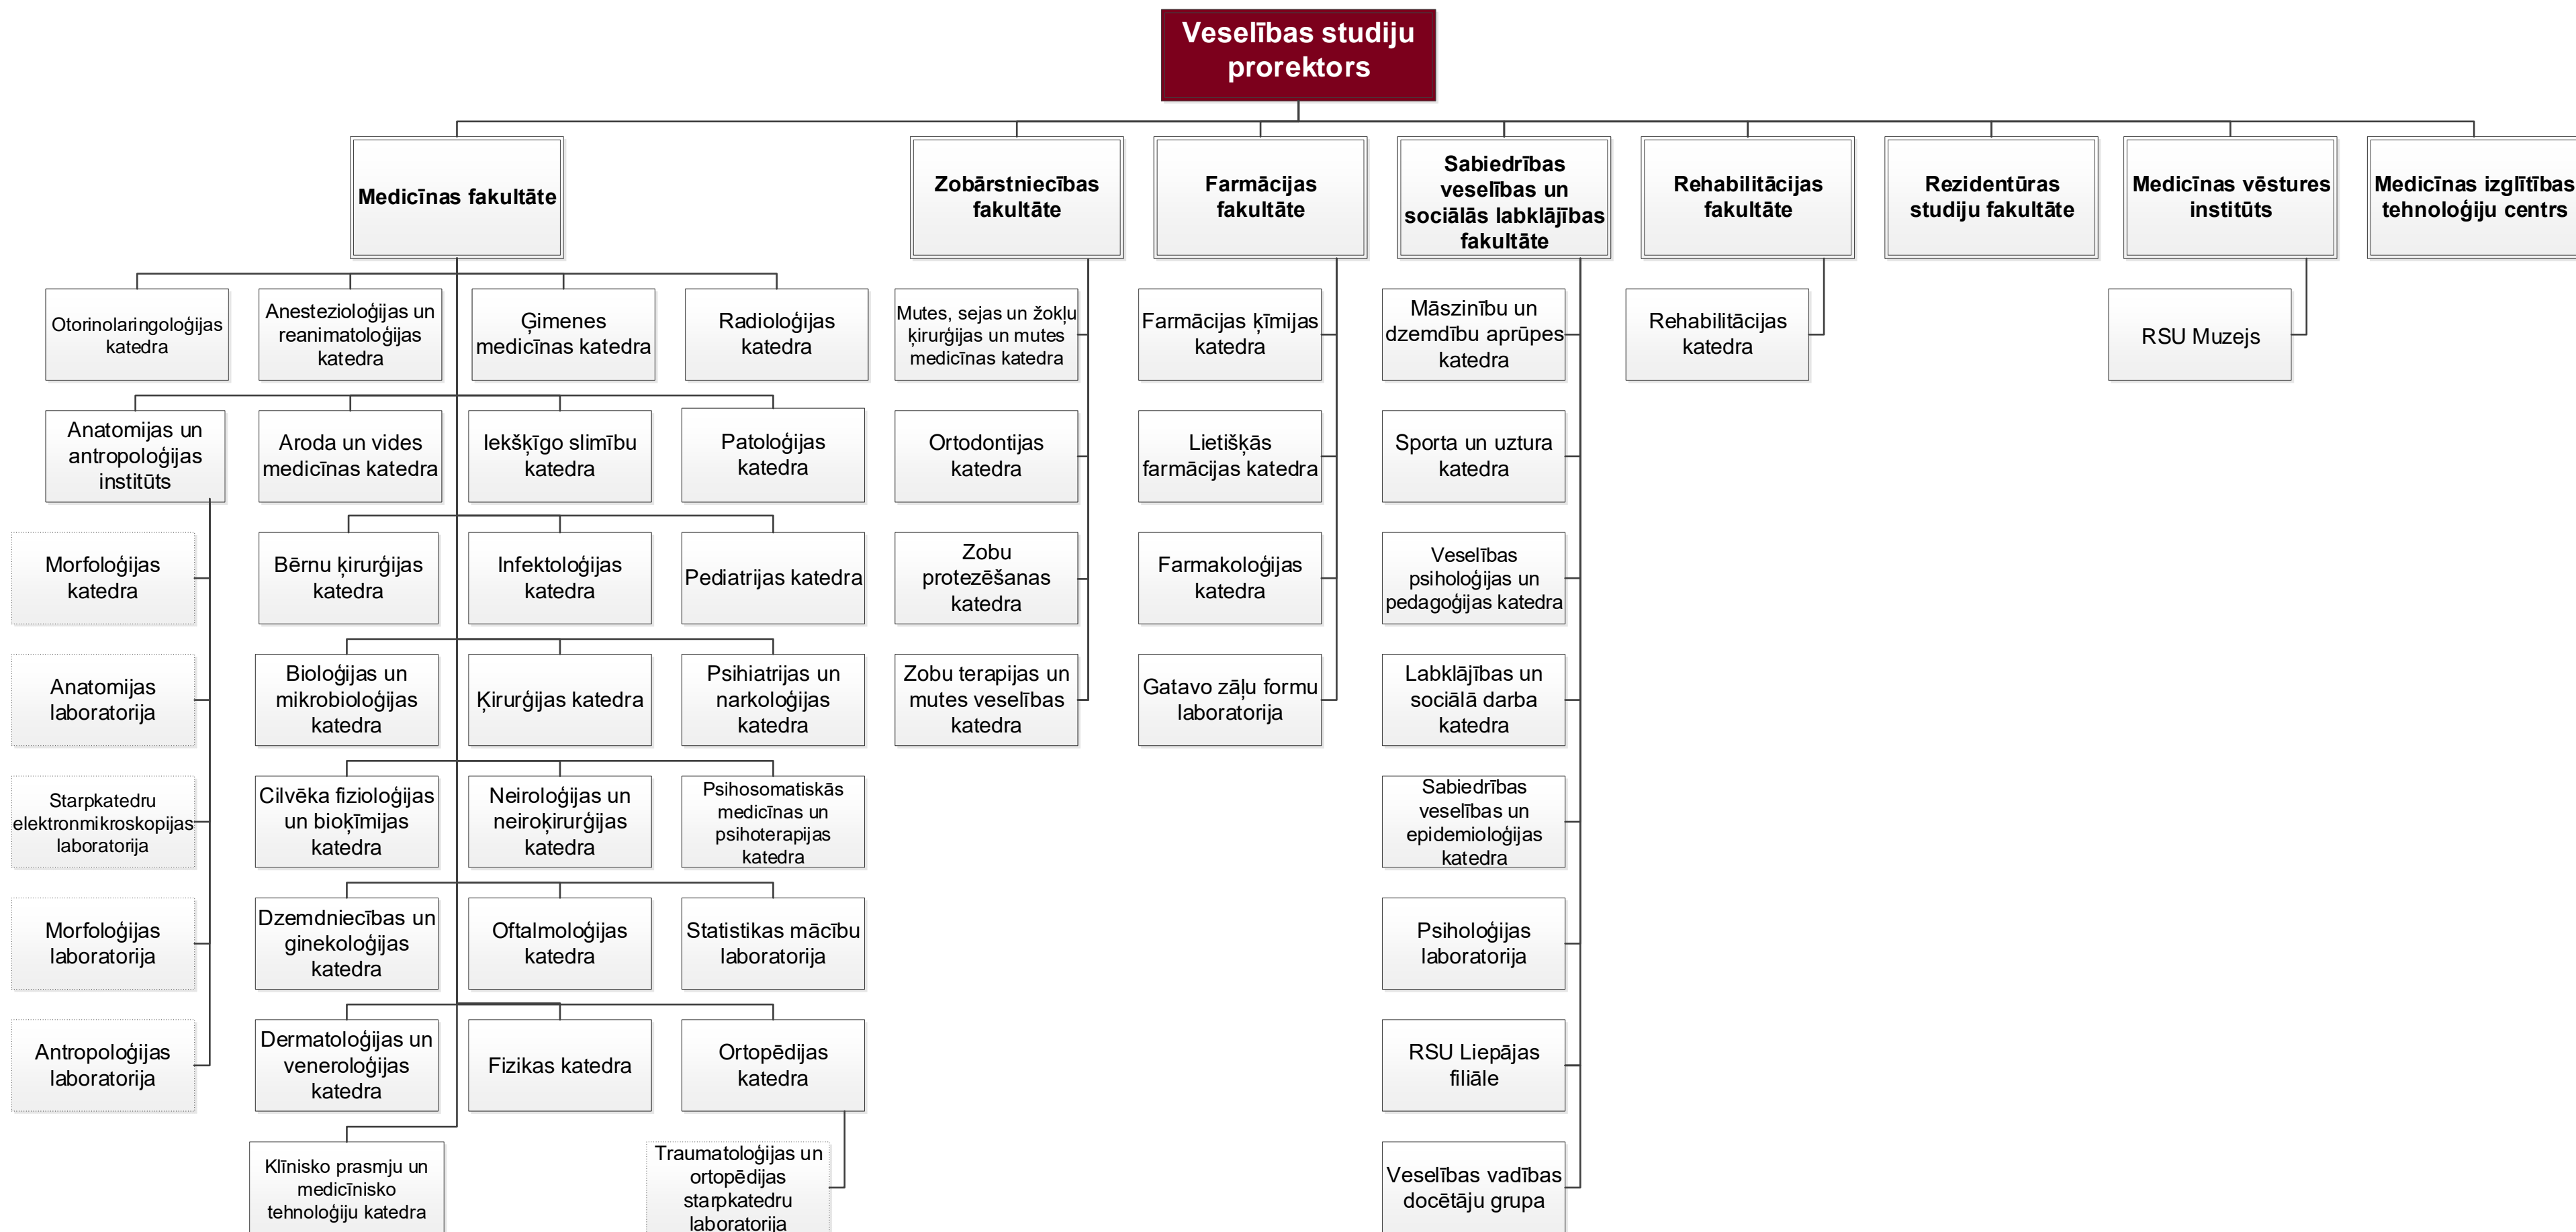 Veselības studiju
prorektors
Medicīnas fakultāte
Zobārstniecības
fakultāte
Farmācijas
fakultāte
Sabiedrības
veselības un
sociālās labklājības
fakultāte
Rehabilitācijas
fakultāte
Rezidentūras
studiju fakultāte
Medicīnas vēstures
institūts
Medicīnas izglītības
tehnoloģiju centrs
Otorinolaringoloģijas
katedra
Anestezioloģijas un
reanimatoloģijas
katedra
Ģimenes
medicīnas katedra
Radioloģijas
katedra
Mutes, sejas un žokļu
ķirurģijas un mutes
medicīnas katedra
Farmācijas ķīmijas
katedra
Māszinību un
dzemdību aprūpes
katedra
Rehabilitācijas
katedra
RSU Muzejs
Anatomijas un
antropoloģijas
institūts
Aroda un vides
medicīnas katedra
Iekšķīgo slimību
katedra
Patoloģijas
katedra
Ortodontijas
katedra
Lietišķās
farmācijas katedra
Sporta un uztura
katedra
Morfoloģijas
katedra
Bērnu ķirurģijas
katedra
Infektoloģijas
katedra
Pediatrijas katedra
Zobu
protezēšanas
katedra
Farmakoloģijas
katedra
Veselības
psiholoģijas un
pedagoģijas katedra
Anatomijas
laboratorija
Bioloģijas un
mikrobioloģijas
katedra
Ķirurģijas katedra
Psihiatrijas un
narkoloģijas
katedra
Zobu terapijas un
mutes veselības
katedra
Gatavo zāļu formu
laboratorija
Labklājības un
sociālā darba
katedra
Starpkatedru
elektronmikroskopijas
laboratorija
Cilvēka fizioloģijas
un bioķīmijas
katedra
Neiroloģijas un
neiroķirurģijas
katedra
Psihosomatiskās
medicīnas un
psihoterapijas
katedra
Sabiedrības
veselības un
epidemioloģijas
katedra
Morfoloģijas
laboratorija
Dzemdniecības un
ginekoloģijas
katedra
Oftalmoloģijas
katedra
Statistikas mācību
laboratorija
Psiholoģijas
laboratorija
Antropoloģijas
laboratorija
Dermatoloģijas un
veneroloģijas
katedra
Fizikas katedra
Ortopēdijas
katedra
RSU Liepājas
filiāle
Klīnisko prasmju un
medicīnisko
tehnoloģiju katedra
Traumatoloģijas un
ortopēdijas
starpkatedru
laboratorija
Veselības vadības
docētāju grupa